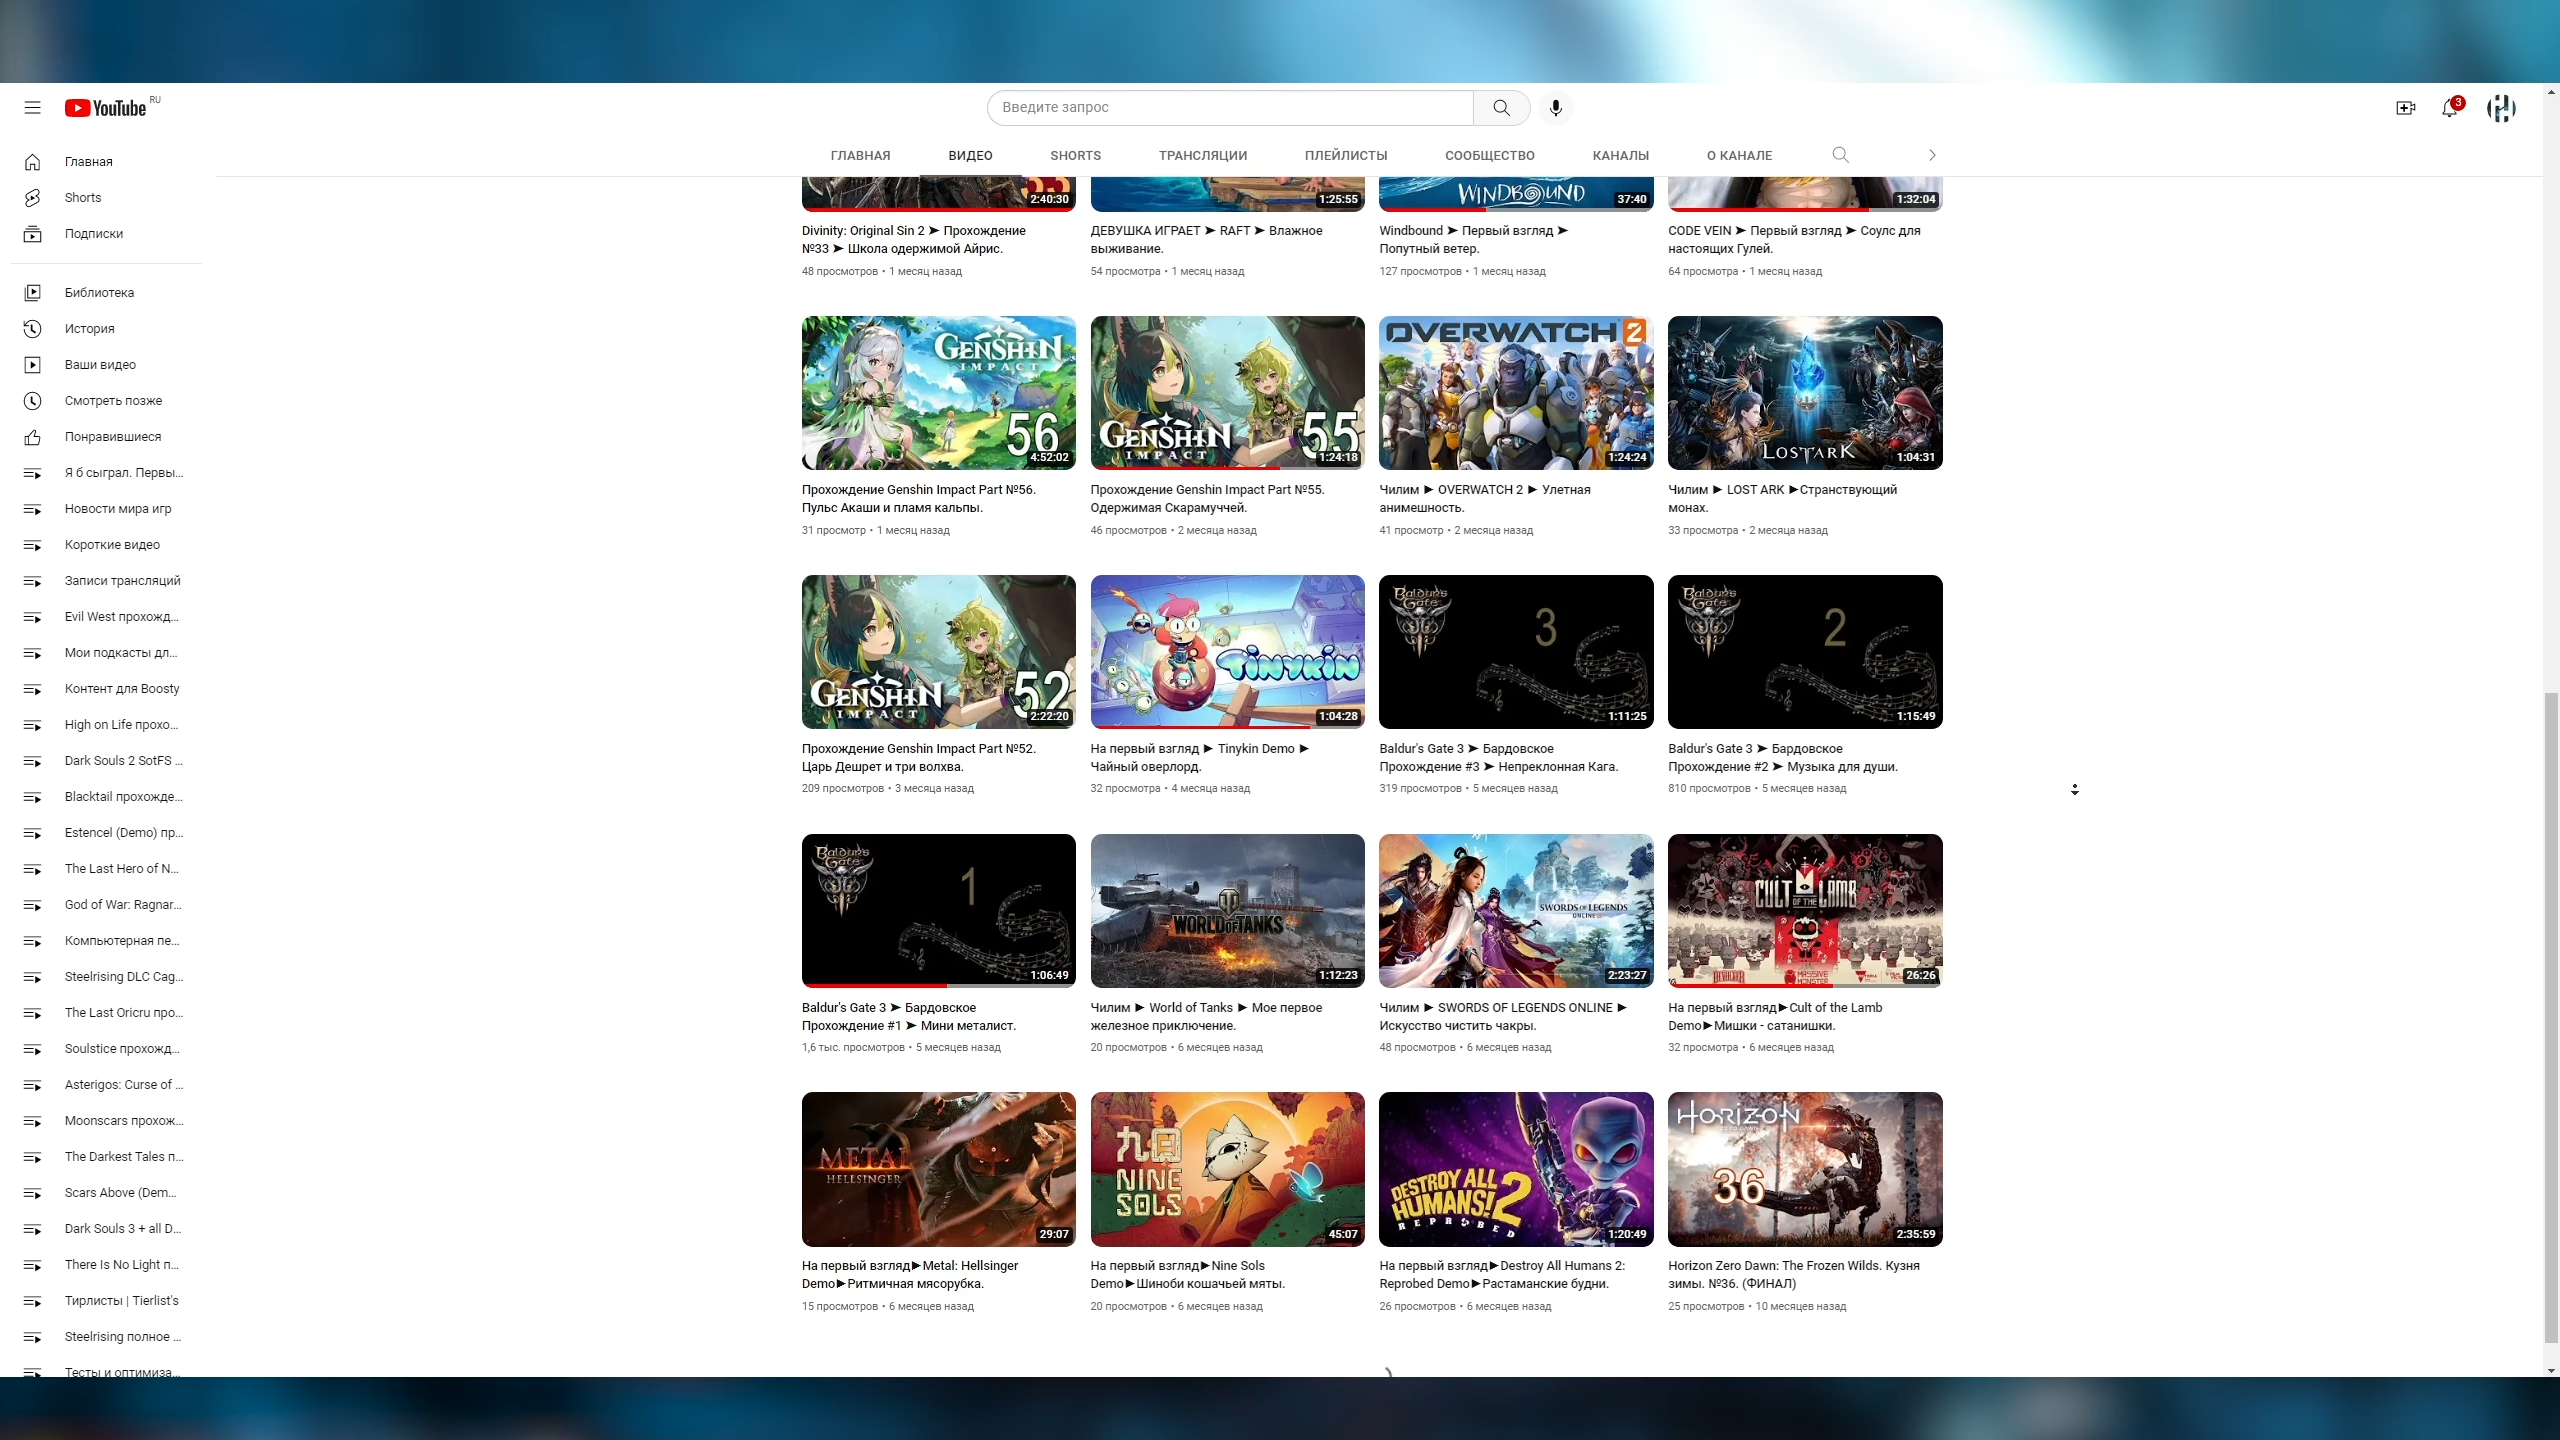 YouTube RU
Введите запрос
3
ГЛАВНАЯ ВИДЕО SHORTS ТРАНСЛЯЦИИ ПЛЕЙЛИСТЫ СООБЩЕСТВО КАНАЛЫ О КАНАЛЕ
Главная
Shorts
Подписки
Библиотека
История
Ваши видео
Смотреть позже
Понравившиеся
Я б сыграл. Первы...
Новости мира игр
Короткие видео
Записи трансляций
Evil West прохожд...
Мои подкасты дл...
Контент для Boosty
High on Life прохо...
Dark Souls 2 SotFS ...
Blacktail прохожде...
Estencel (Demo) пр...
The Last Hero of N...
God of War: Ragnar...
Компьютерная пе...
Steelrising DLC Cag...
The Last Oricru про...
Soulstice прохожд...
Asterigos: Curse of ...
Moonscars прохож...
The Darkest Tales п...
Scars Above (Dem...
Dark Souls 3 + all D...
There Is No Light п...
Тирлисты | Tierlist's
Steelrising полное ...
Тесты и оптимиза...
33
2:40:30
Divinity: Original Sin 2 ➤ Прохождение
№33 ➤ Школа одержимой Айрис.
48 просмотров • 1 месяц назад
1:25:55
ДЕВУШКА ИГРАЕТ ➤ RAFT ➤ Влажное
выживание.
54 просмотра • 1 месяц назад
WINDBOUND
37:40
Windbound ➤ Первый взгляд ➤
Попутный ветер.
127 просмотров • 1 месяц назад
1:32:04
CODE VEIN ➤ Первый взгляд ➤ Соулс для
настоящих Гулей.
64 просмотра • 1 месяц назад
GENSHIN
IMPACT
56
4:52:02
Прохождение Genshin Impact Part №56.
Пульс Акаши и пламя кальпы.
31 просмотр • 1 месяц назад
GENSHIN
IMPACT
55
1:24:18
Прохождение Genshin Impact Part №55.
Одержимая Скарамуччей.
46 просмотров • 2 месяца назад
OVERWATCH 2
1:24:24
Чилим ► OVERWATCH 2 ► Улетная
анимешность.
41 просмотр • 2 месяца назад
LOST ARK
1:04:31
Чилим ► LOST ARK ►Странствующий
монах.
33 просмотра • 2 месяца назад
GENSHIN
IMPACT
52
2:22:20
Прохождение Genshin Impact Part №52.
Царь Дешрет и три волхва.
209 просмотров • 3 месяца назад
TINYKIN
1:04:28
На первый взгляд ► Tinykin Demo ►
Чайный оверлорд.
32 просмотра • 4 месяца назад
Baldur's
Gate
3
1:11:25
Baldur's Gate 3 ➤ Бардовское
Прохождение #3 ➤ Непреклонная Кага.
319 просмотров • 5 месяцев назад
Baldur's
Gate
2
1:15:49
Baldur's Gate 3 ➤ Бардовское
Прохождение #2 ➤ Музыка для души.
810 просмотров • 5 месяцев назад
Baldur's
Gate
1
1:06:49
Baldur's Gate 3 ➤ Бардовское
Прохождение #1 ➤ Мини металист.
1,6 тыс. просмотров • 5 месяцев назад
WORLD OF TANKS
1:12:23
Чилим ► World of Tanks ► Мое первое
железное приключение.
20 просмотров • 6 месяцев назад
SWORDS OF LEGENDS
ONLINE
2:23:27
Чилим ► SWORDS OF LEGENDS ONLINE ►
Искусство чистить чакры.
48 просмотров • 6 месяцев назад
CULT OF THE LAMB
DEVOLVER
MASSIVE
MONSTER
26:26
На первый взгляд►Cult of the Lamb
Demo►Мишки - сатанишки.
32 просмотра • 6 месяцев назад
METAL
HELLSINGER
29:07
На первый взгляд►Metal: Hellsinger
Demo►Ритмичная мясорубка.
15 просмотров • 6 месяцев назад
九日
NINE
SOLS
45:07
На первый взгляд►Nine Sols
Demo►Шиноби кошачьей мяты.
20 просмотров • 6 месяцев назад
DESTROY ALL
HUMANS! 2
REPROBED
1:20:49
На первый взгляд►Destroy All Humans 2:
Reprobed Demo►Растаманские будни.
26 просмотров • 6 месяцев назад
HORIZON
ZERO DAWN
36
2:35:59
Horizon Zero Dawn: The Frozen Wilds. Кузня
зимы. №36. (ФИНАЛ)
25 просмотров • 10 месяцев назад